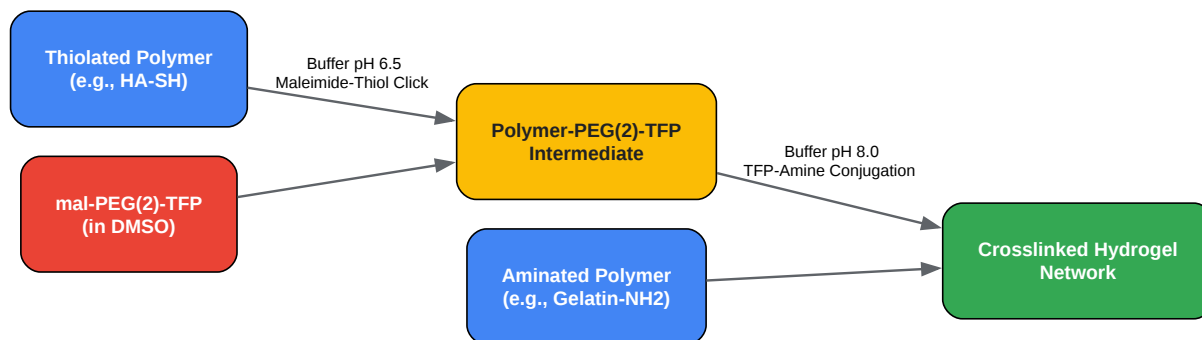 Thiolated Polymer
(e.g., HA-SH)
Buffer pH 6.5
Maleimide-Thiol Click
mal-PEG(2)-TFP
(in DMSO)
Polymer-PEG(2)-TFP
Intermediate
Buffer pH 8.0
TFP-Amine Conjugation
Aminated Polymer
(e.g., Gelatin-NH2)
Crosslinked Hydrogel
Network